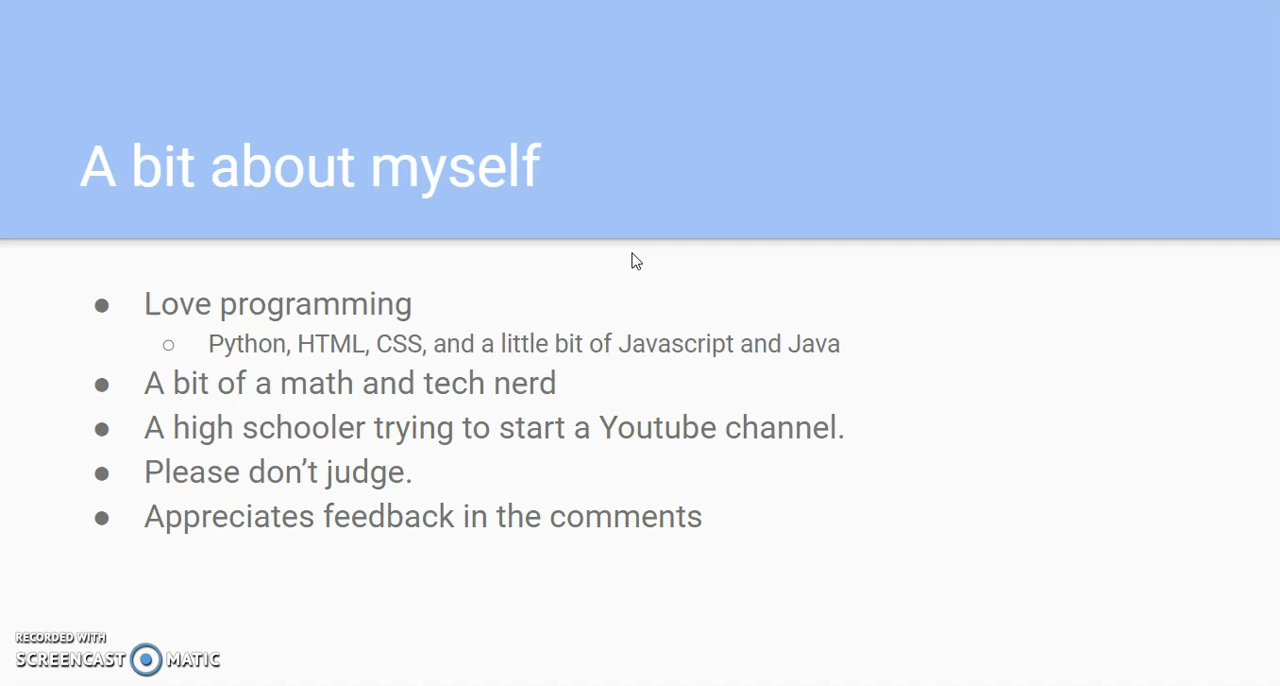 A bit about myself
● Love programming
○ Python, HTML, CSS, and a little bit of Javascript and Java
● A bit of a math and tech nerd
● A high schooler trying to start a Youtube channel.
● Please don’t judge.
● Appreciates feedback in the comments
RECORDED WITH
SCREENCAST MATIC